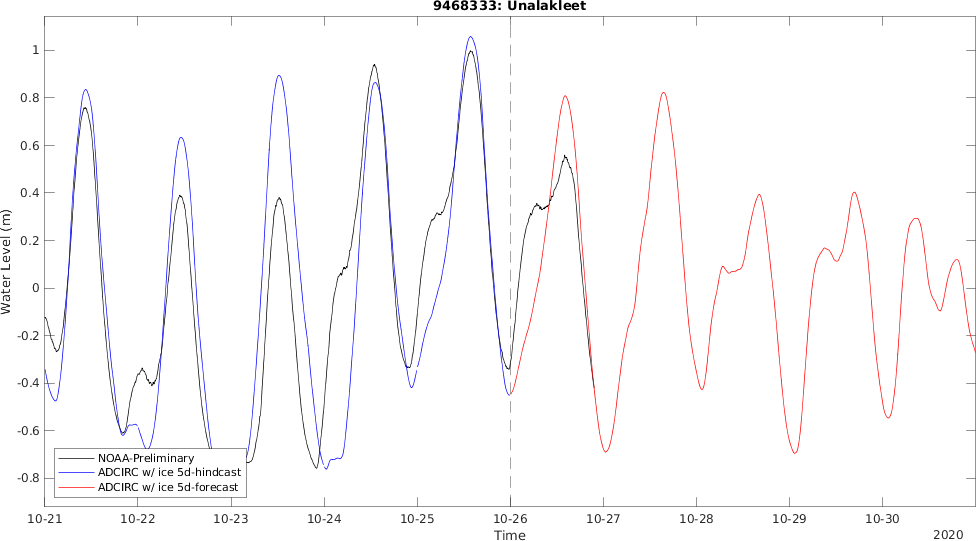 9468333: Unalakleet
Water Level (m)
1
0.8
0.6
0.4
0.2
0
-0.2
-0.4
-0.6
-0.8
NOAA-Preliminary
ADCIRC w/ ice 5d-hindcast
ADCIRC w/ ice 5d-forecast
10-21 10-22 10-23 10-24 10-25 10-26 10-27 10-28 10-29 10-30
Time
2020